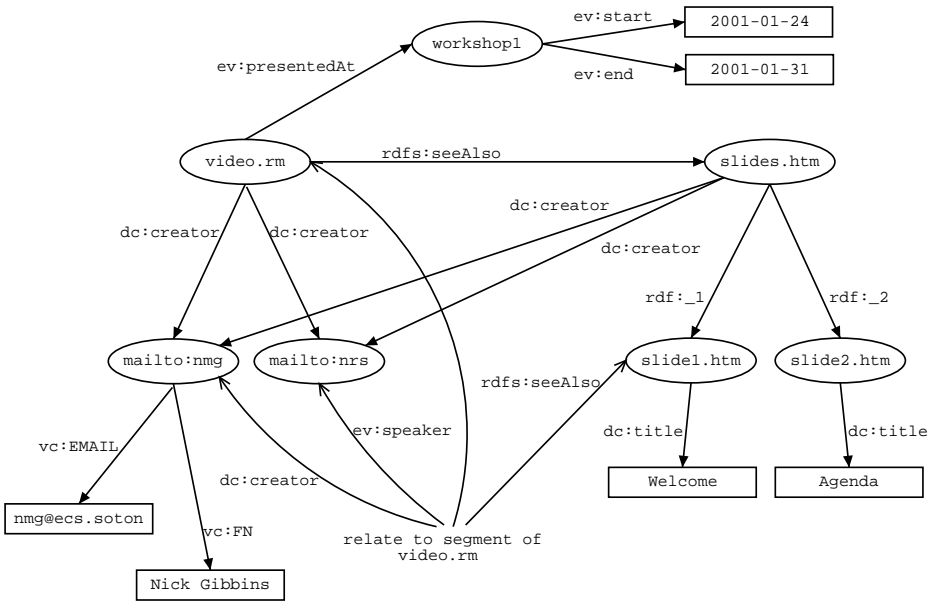 ev:start
2001-01-24
workshop1
ev:presentedAt
2001-01-31
ev:end
rdfs:seeAlso
video.rm
slides.htm
dc:creator
dc:creator
dc:creator
dc:creator
rdf:_1
rdf:_2
mailto:nmg
mailto:nrs
slide1.htm
slide2.htm
rdfs:seeAlso
ev:speaker
dc:title
dc:title
vc:EMAIL
dc:creator
Welcome
Agenda
nmg@ecs.soton
vc:FN
relate to segment of
video.rm
Nick Gibbins